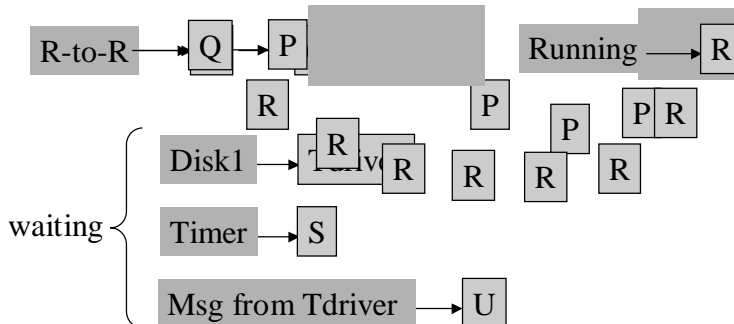 R-to-R Q P Running R
R P P P R
Disk1 R R R R R
waiting
Timer S
Msg from Tdriver U